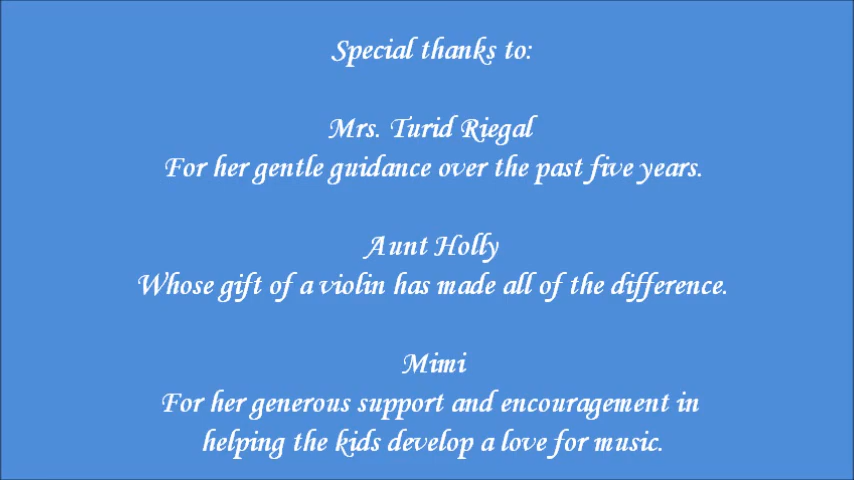 Special thanks to:
Mrs. Turid Riegal
For her gentle guidance over the past five years.
Aunt Holly
Whose gift of a violin has made all of the difference.
Mimi
For her generous support and encouragement in
helping the kids develop a love for music.